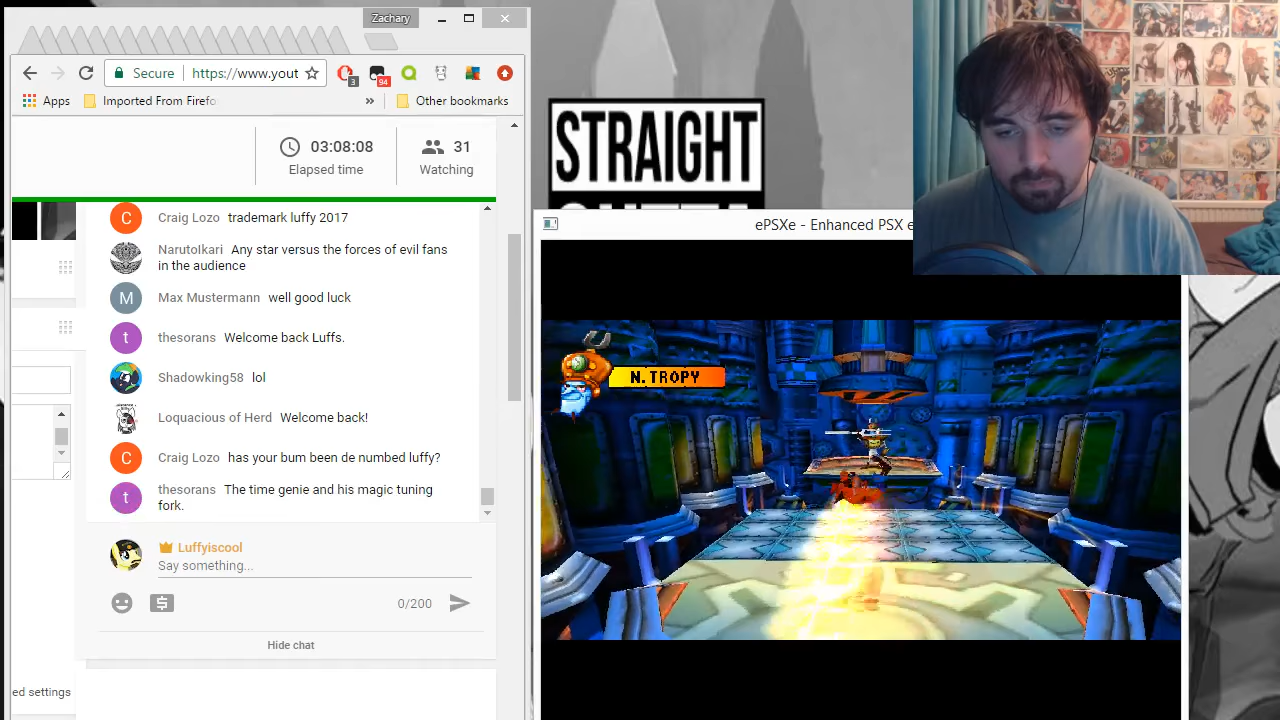 Zachary
Secure
https://www.yout
3
94
Apps
Imported From Firefo
»
Other bookmarks
03:08:08
Elapsed time
31
Watching
C
Craig Lozo trademark luffy 2017
NarutoIkari Any star versus the forces of evil fans
in the audience
M
Max Mustermann well good luck
t
thesorans Welcome back Luffs.
Shadowking58 lol
Loquacious of Herd Welcome back!
C
Craig Lozo has your bum been de numbed luffy?
t
thesorans The time genie and his magic tuning
fork.
Luffyiscool
Say something...
0/200
Hide chat
ed settings
STRAIGHT
ePSXe - Enhanced PSX e
N. TROPY